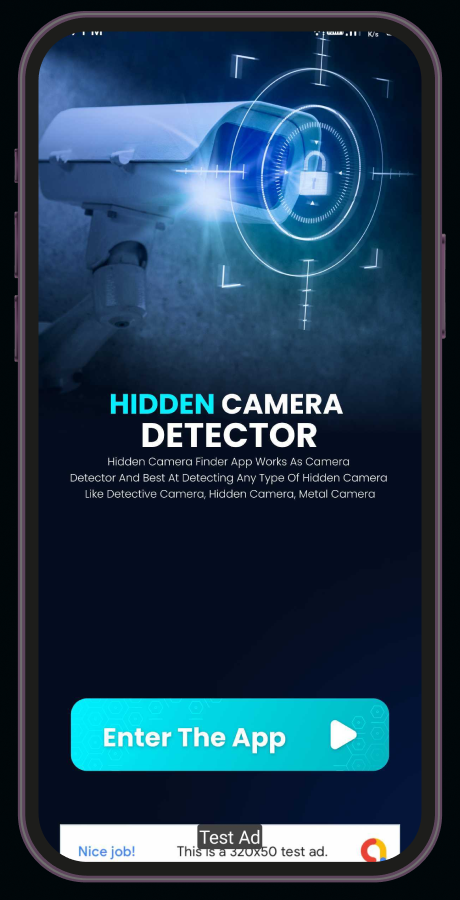 PM
K/s
HIDDEN CAMERA
DETECTOR
Hidden Camera Finder App Works As Camera
Detector And Best At Detecting Any Type Of Hidden Camera
Like Detective Camera, Hidden Camera, Metal Camera
Enter The App
Test Ad
Nice job!
This is a 320x50 test ad.